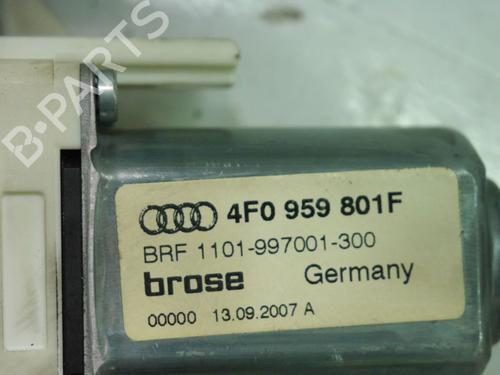 B-PARTS
4F0 959 801F
BRF 1101-997001-300
brose Germany
00000 13.09.2007 A